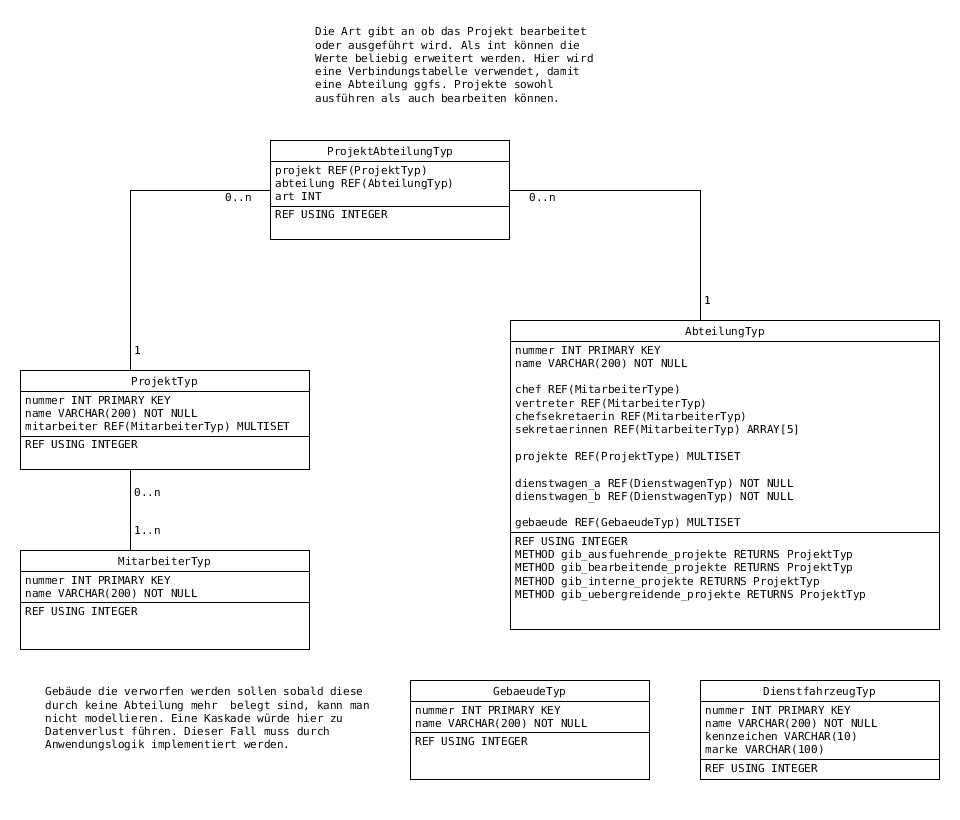 Die Art gibt an ob das Projekt bearbeitet
oder ausgeführt wird. Als int können die
Werte beliebig erweitert werden. Hier wird
eine Verbindungstabelle verwendet, damit
eine Abteilung ggfs. Projekte sowohl
ausführen als auch bearbeiten können.
ProjektAbteilungTyp
projekt REF(ProjektTyp)
abteilung REF(AbteilungTyp)
art INT
REF USING INTEGER
0..n
0..n
1
1
ProjektTyp
nummer INT PRIMARY KEY
name VARCHAR(200) NOT NULL
mitarbeiter REF(MitarbeiterTyp) MULTISET
REF USING INTEGER
0..n
1..n
MitarbeiterTyp
nummer INT PRIMARY KEY
name VARCHAR(200) NOT NULL
REF USING INTEGER
AbteilungTyp
nummer INT PRIMARY KEY
name VARCHAR(200) NOT NULL
chef REF(MitarbeiterType)
vertreter REF(MitarbeiterTyp)
chefsekretaerin REF(MitarbeiterTyp)
sekretaerinnen REF(MitarbeiterTyp) ARRAY[5]
projekte REF(ProjektType) MULTISET
dienstwagen_a REF(DienstwagenTyp) NOT NULL
dienstwagen_b REF(DienstwagenTyp) NOT NULL
gebaeude REF(GebaeudeTyp) MULTISET
REF USING INTEGER
METHOD gib_ausfuehrende_projekte RETURNS ProjektTyp
METHOD gib_bearbeitende_projekte RETURNS ProjektTyp
METHOD gib_interne_projekte RETURNS ProjektTyp
METHOD gib_uebergreidende_projekte RETURNS ProjektTyp
Gebäude die verworfen werden sollen sobald diese
durch keine Abteilung mehr  belegt sind, kann man
nicht modellieren. Eine Kaskade würde hier zu
Datenverlust führen. Dieser Fall muss durch
Anwendungslogik implementiert werden.
GebaeudeTyp
nummer INT PRIMARY KEY
name VARCHAR(200) NOT NULL
REF USING INTEGER
DienstfahrzeugTyp
nummer INT PRIMARY KEY
name VARCHAR(200) NOT NULL
kennzeichen VARCHAR(10)
marke VARCHAR(100)
REF USING INTEGER